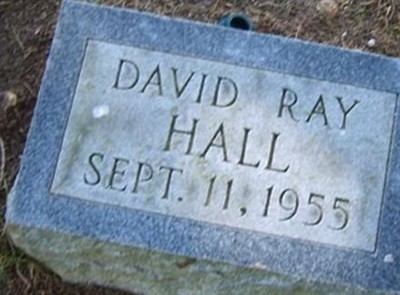 DAVID RAY
HALL
SEPT. 11, 1955